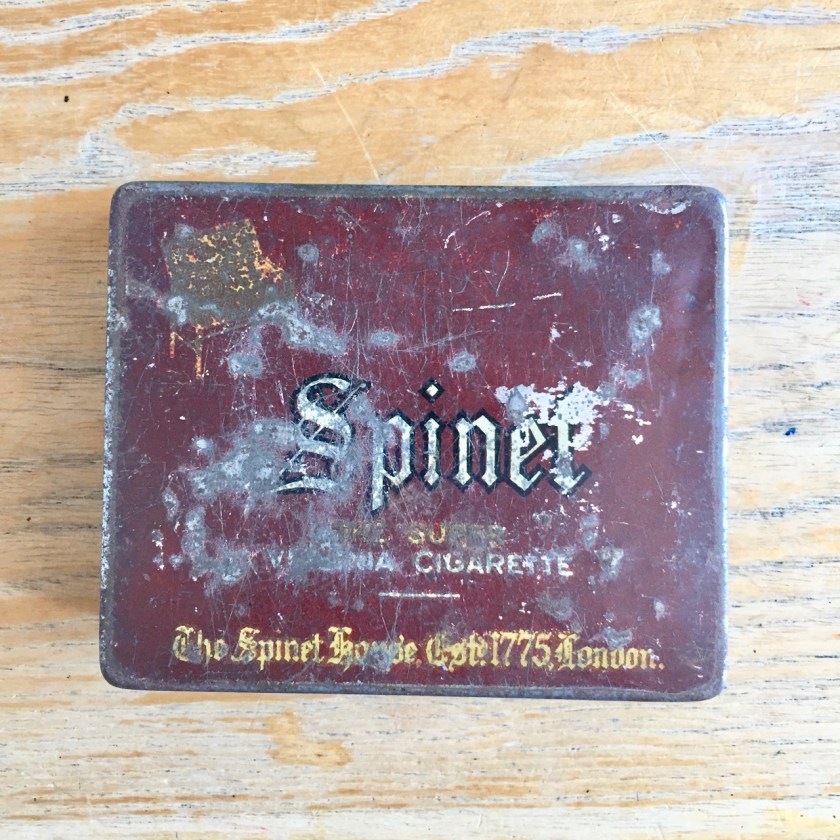 Spinet
THE SUPER
VIRGINIA CIGARETTE
The Spinet House, Estd. 1775, London.